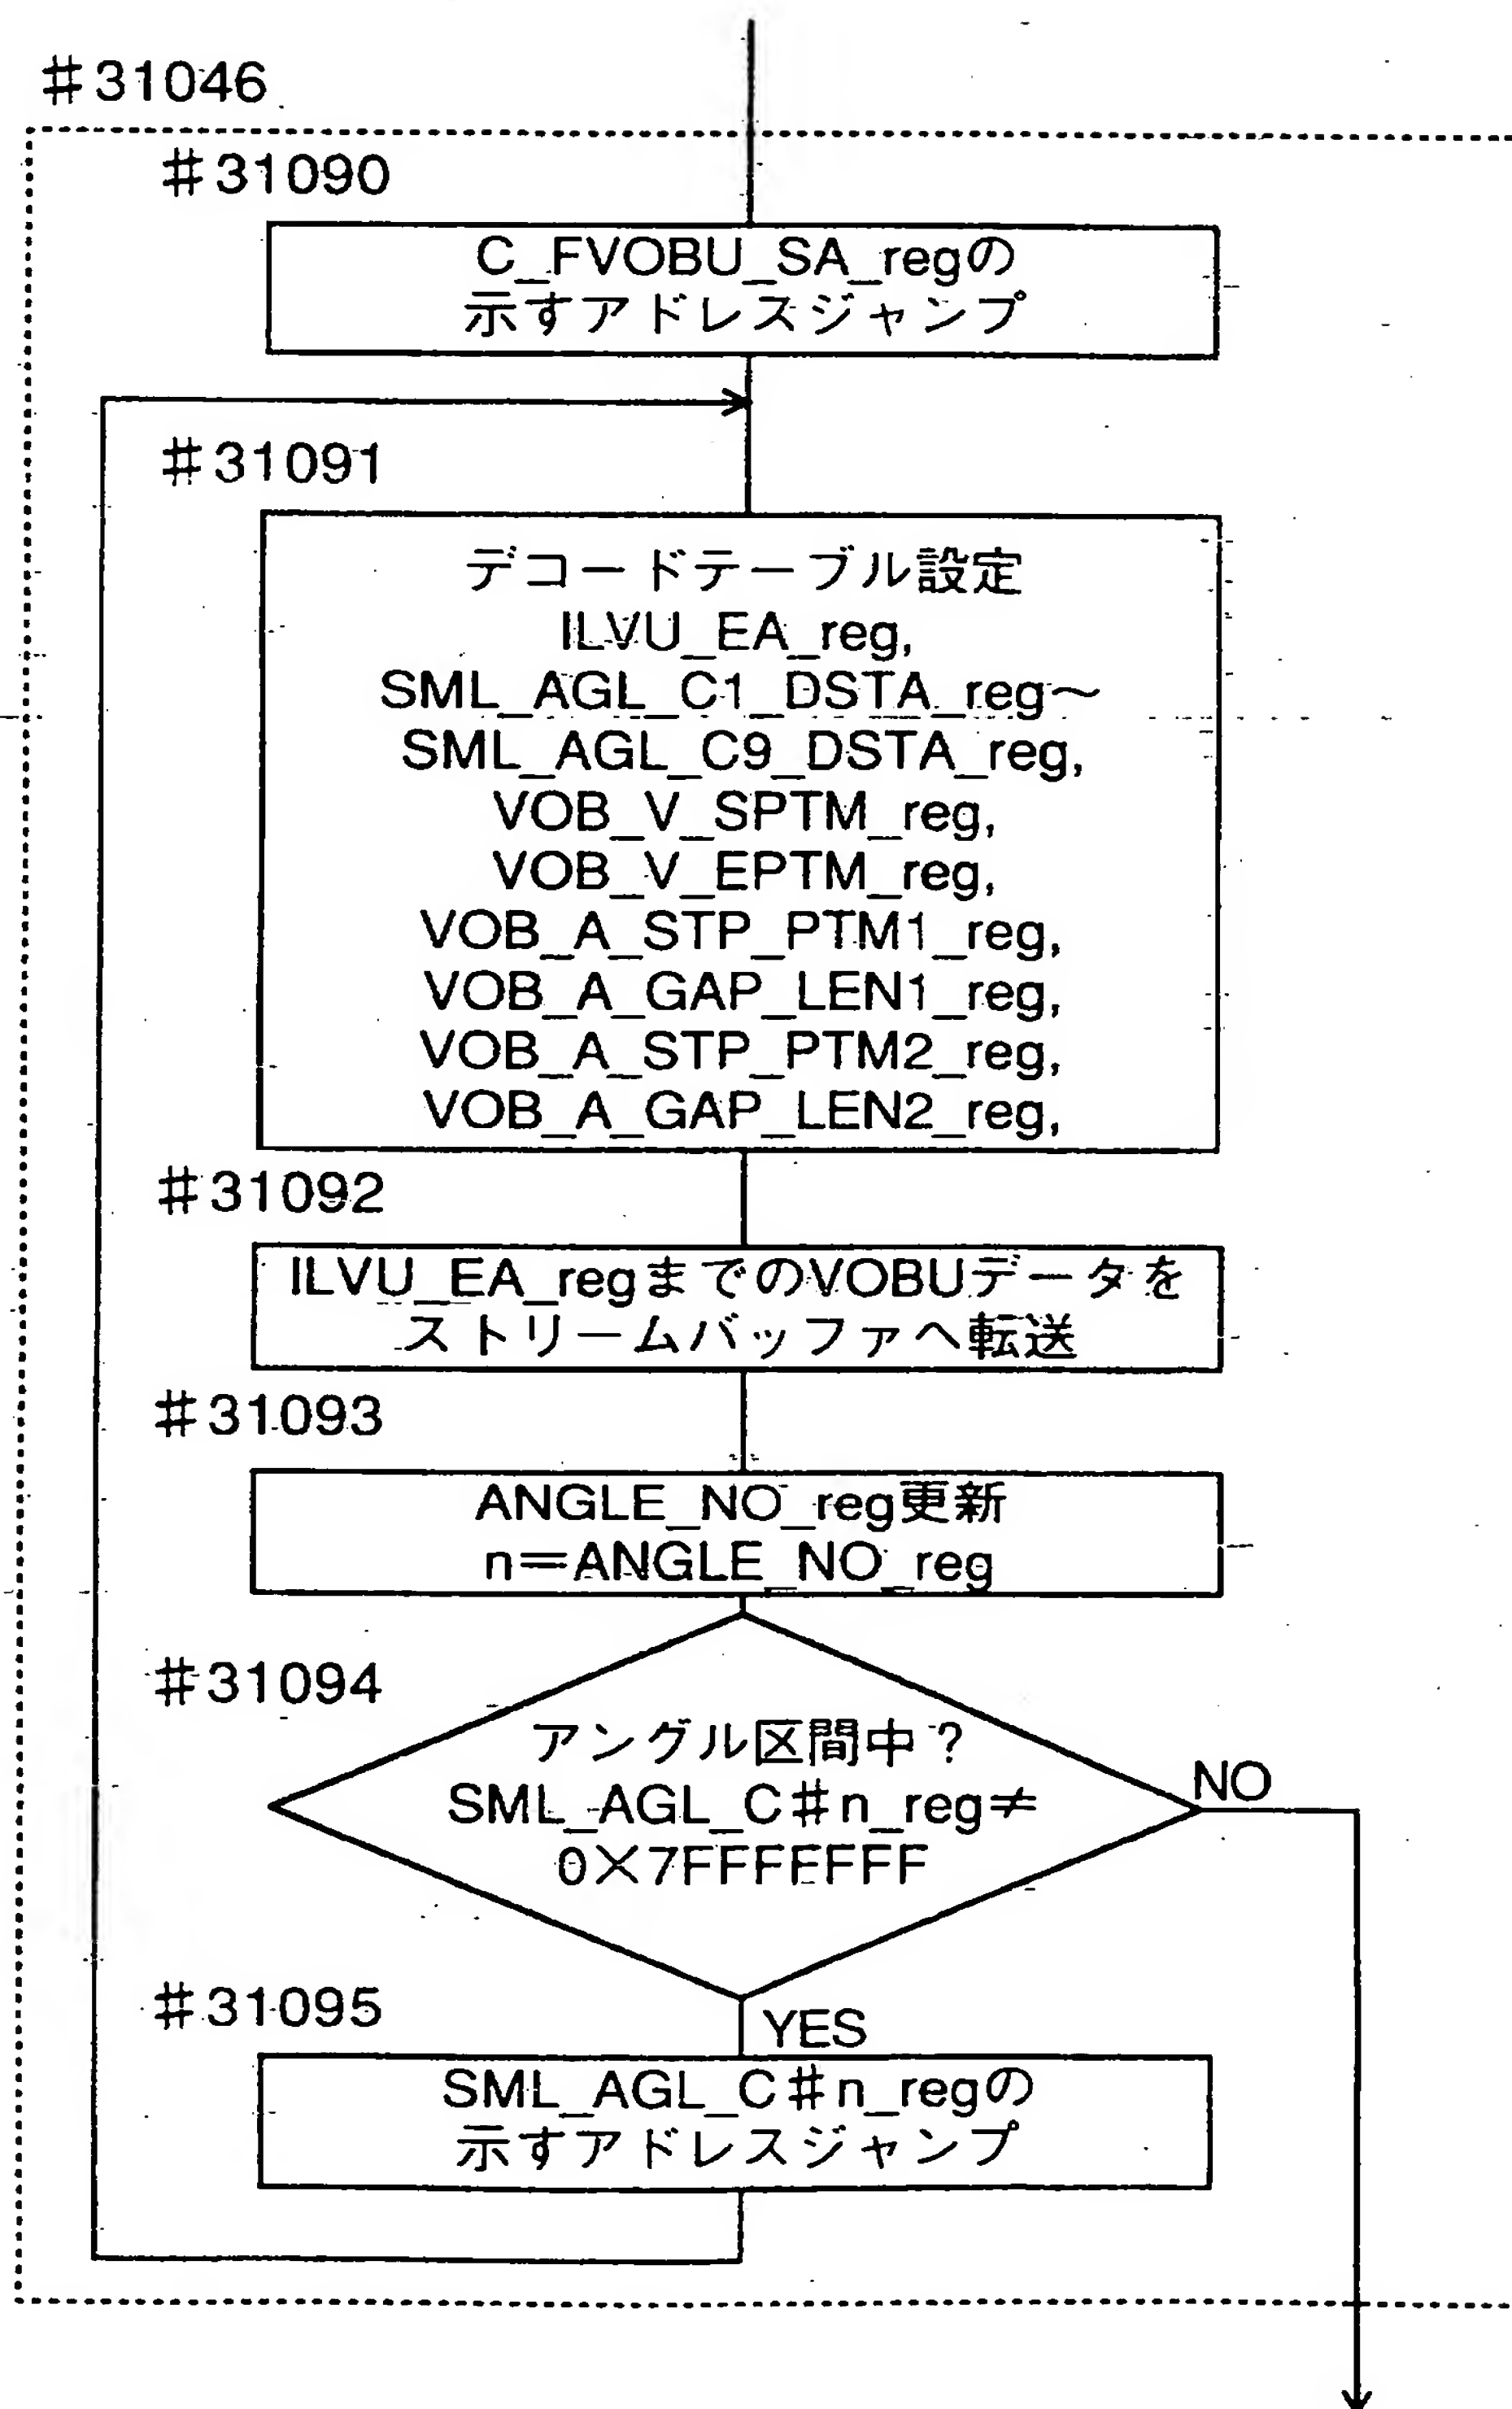 #31046
#31090
C_FVOBU_SA_regの
示すアドレスジャンプ
#31091
デコードテーブル設定
ILVU_EA_reg,
SML_AGL_C1_DSTA_reg～
SML_AGL_C9_DSTA_reg,
VOB_V_SPTM_reg,
VOB_V_EPTM_reg,
VOB_A_STP_PTM1_reg,
VOB_A_GAP_LEN1_reg,
VOB_A_STP_PTM2_reg,
VOB_A_GAP_LEN2_reg,
#31092
ILVU_EA_regまでのVOBUデータを
ストリームバッファへ転送
#31093
ANGLE_NO_reg更新
n=ANGLE_NO_reg
#31094
アングル区間中？
SML_AGL_C#n_reg≠
0×7FFFFFFF
NO
#31095
YES
SML_AGL_C#n_regの
示すアドレスジャンプ